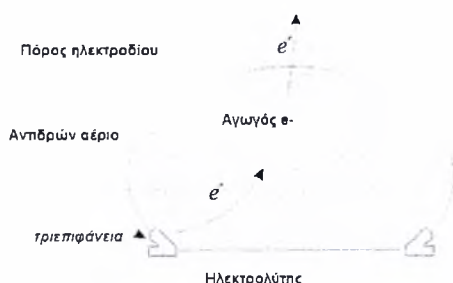 e⁻
Πόρος ηλεκτροδίου
Αγωγός e-
Αντιδρών αέριο
e⁻
τριεπιφάνεια
Ηλεκτρολύτης